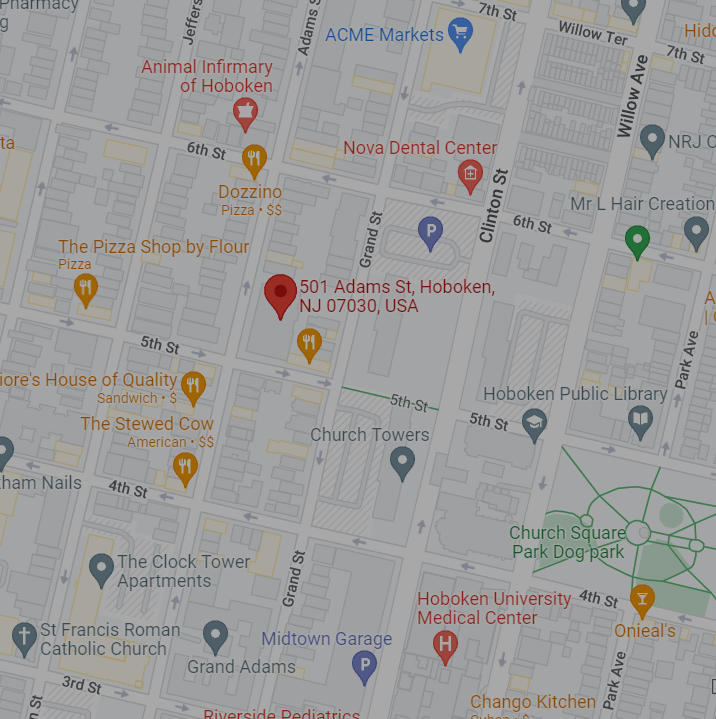 Pharmacy
7th St
Willow Ter
ACME Markets
7th St
Adams S
Jeffers
Willow Ave
Animal Infirmary
of Hoboken
6th St
Nova Dental Center
NRJ C
ta
Dozzino
Pizza • $$
Clinton St
Mr L Hair Creation
6th St
Grand St
P
The Pizza Shop by Flour
Pizza
501 Adams St, Hoboken,
NJ 07030, USA
A
5th St
Park Ave
iore's House of Quality
Sandwich • $
5th St
Hoboken Public Library
5th St
The Stewed Cow
American • $$
Church Towers
ham Nails
4th St
Church Square
Park Dog park
The Clock Tower
Apartments
Grand St
4th St
Hoboken University
Medical Center
Onieal's
St Francis Roman
Catholic Church
Grand Adams
Midtown Garage
H
P
Park Ave
3rd St
n St
Chango Kitchen
Riverside Pediatrics